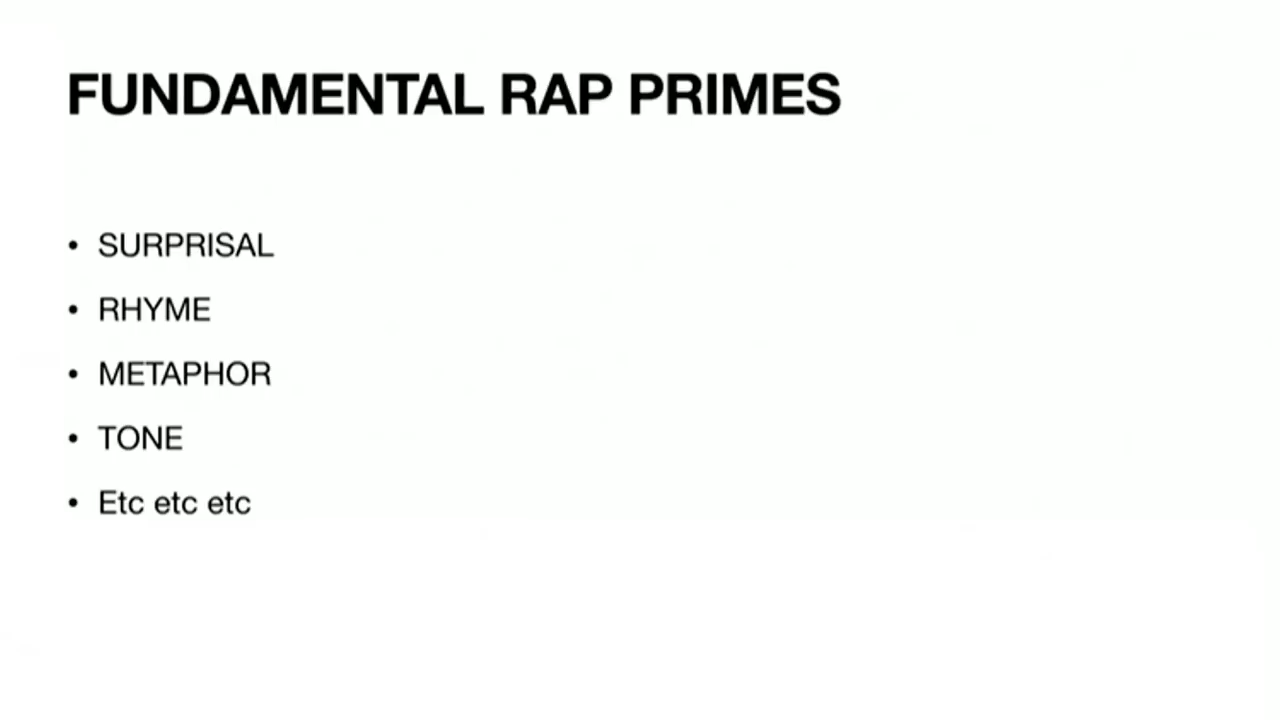 FUNDAMENTAL RAP PRIMES
• SURPRISAL
• RHYME
• METAPHOR
• TONE
• Etc etc etc